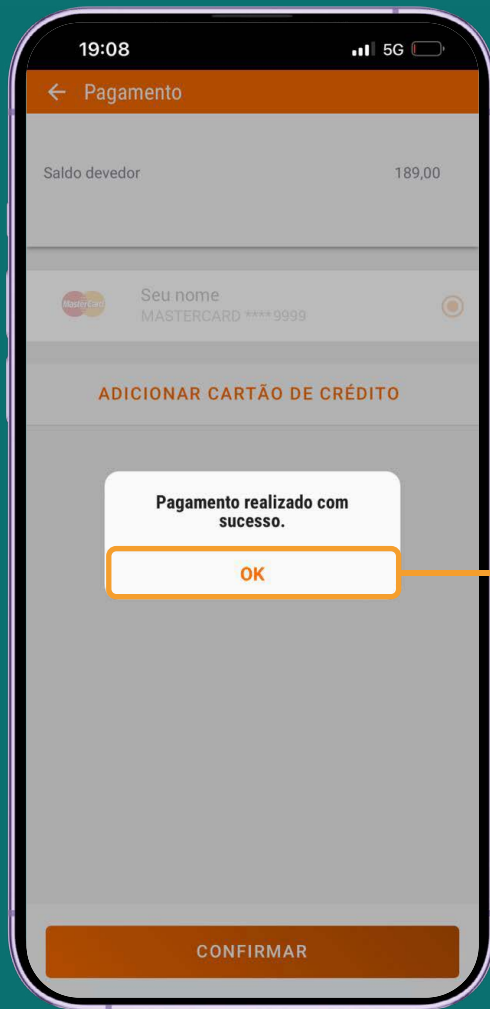 19:08 5G
Pagamento
Saldo devedor 189,00
MasterCard
Seu nome
MASTERCARD ****9999
ADICIONAR CARTÃO DE CRÉDITO
Pagamento realizado com
sucesso.
OK
CONFIRMAR